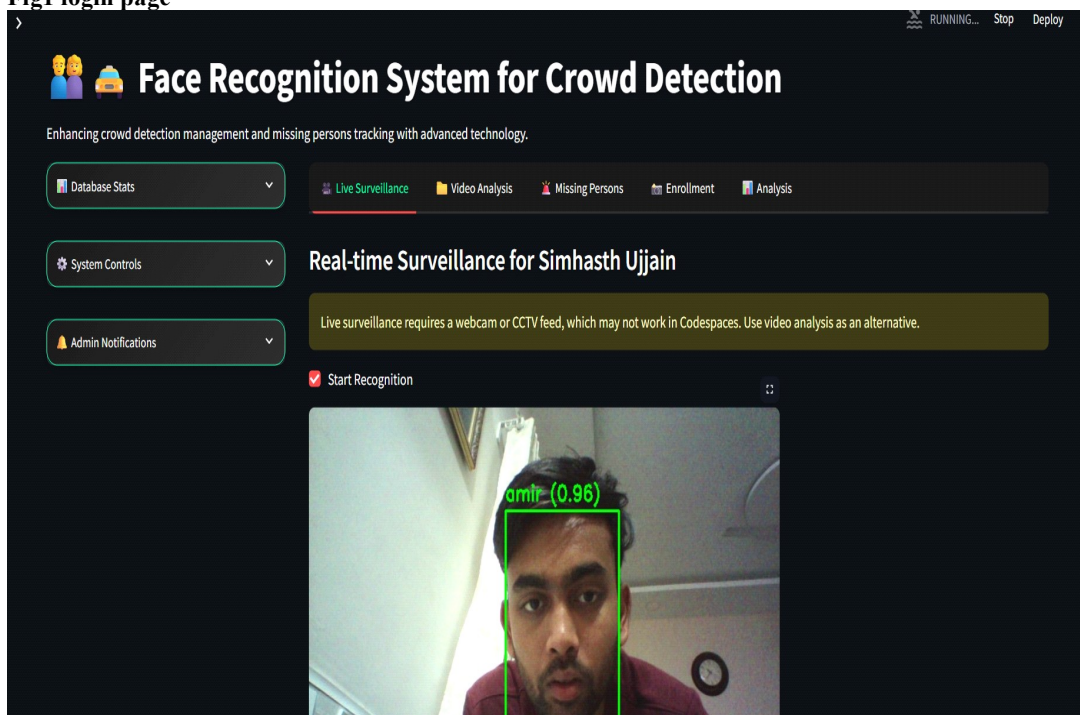 Fig1 login page
RUNNING... Stop Deploy
Face Recognition System for Crowd Detection
Enhancing crowd detection management and missing persons tracking with advanced technology.
Database Stats
Live Surveillance Video Analysis Missing Persons Enrollment Analysis
System Controls
Real-time Surveillance for Simhasth Ujjain
Live surveillance requires a webcam or CCTV feed, which may not work in Codespaces. Use video analysis as an alternative.
Admin Notifications
Start Recognition
amir (0.96)